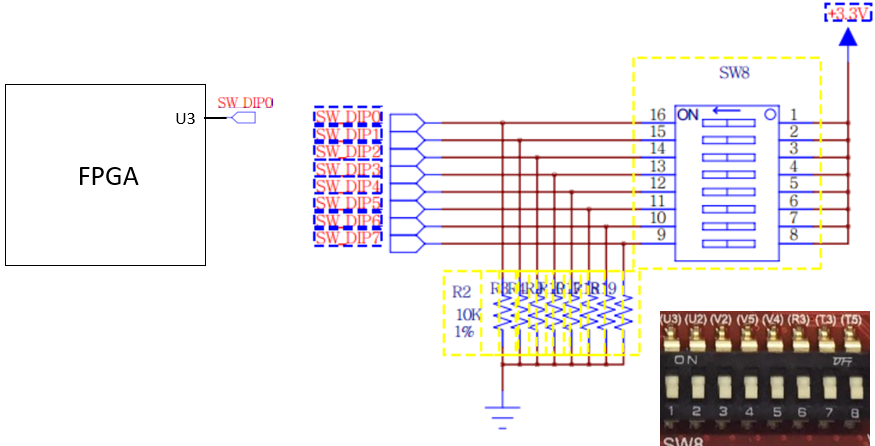 +3.3V
SW8
SW_DIP0
U3
FPGA
SW_DIP0
SW_DIP1
SW_DIP2
SW_DIP3
SW_DIP4
SW_DIP5
SW_DIP6
SW_DIP7
16 ON 1
15 2
14 3
13 4
12 5
11 6
10 7
9 8
R2
10K
1%
(U3) (U2) (V2) (V5) (V4) (R3) (T3) (T5)
ON
1 2 3 4 5 6 7 8
SW8